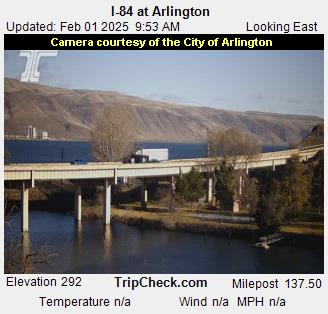 I-84 at Arlington
Updated: Feb 01 2025 9:53 AM Looking East
Camera courtesy of the City of Arlington
Elevation 292 TripCheck.com Milepost 137.50
Temperature n/a Wind n/a MPH n/a